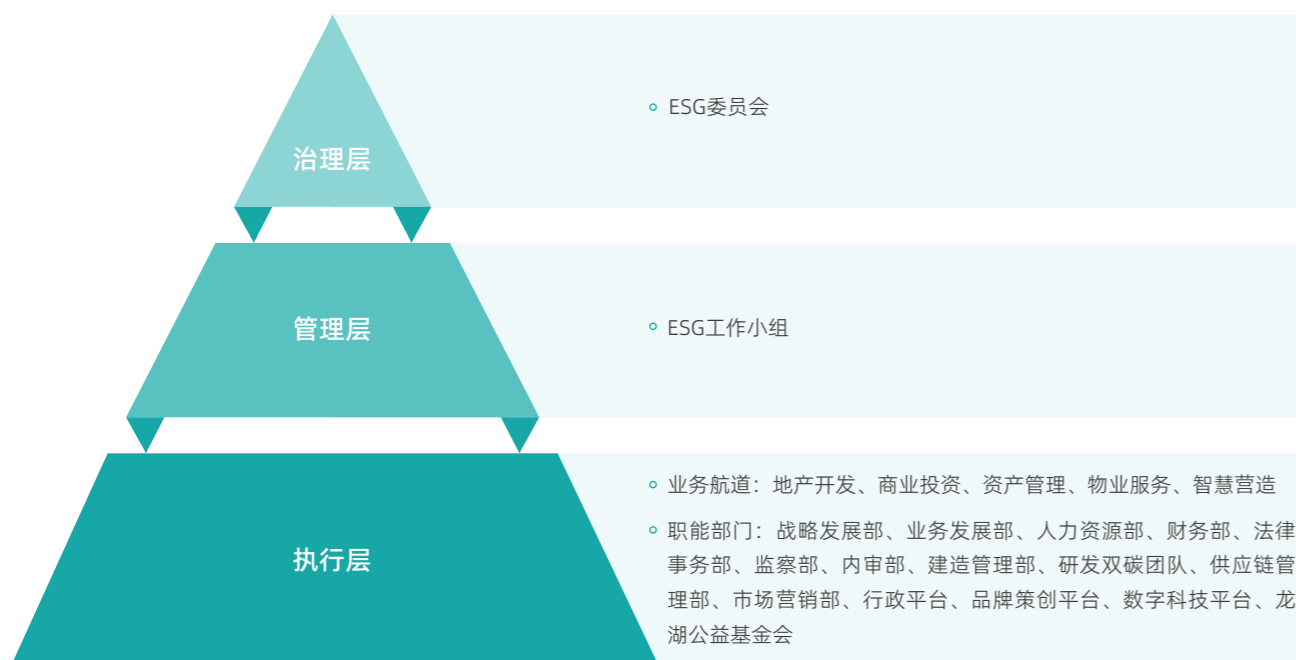 治理层
ESG委员会
管理层
ESG工作小组
执行层
业务航道：地产开发、商业投资、资产管理、物业服务、智慧营造
职能部门：战略发展部、业务发展部、人力资源部、财务部、法律
事务部、监察部、内审部、建造管理部、研发双碳团队、供应链管
理部、市场营销部、行政平台、品牌策创平台、数字科技平台、龙
湖公益基金会